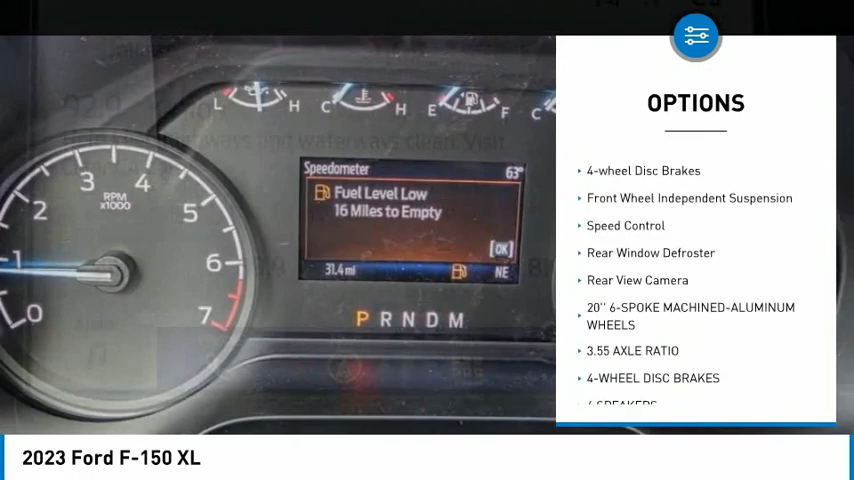 L H C H E F C
Speedometer 63°
Fuel Level Low
16 Miles to Empty
[OK]
31.4 mi NE
RPM
x1000
0 1 2 3 4 5 6 7
P R N D M
OPTIONS
4-wheel Disc Brakes
Front Wheel Independent Suspension
Speed Control
Rear Window Defroster
Rear View Camera
20'' 6-SPOKE MACHINED-ALUMINUM
WHEELS
3.55 AXLE RATIO
4-WHEEL DISC BRAKES
2023 Ford F-150 XL